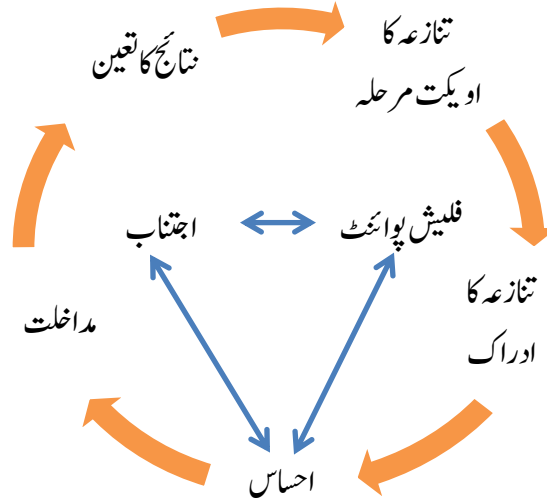 تنازعہ کا
اویکت مرحلہ
نتائج کا تعین
فلیش پوائنٹ
اجتناب
تنازعہ کا
ادراک
مداخلت
احساس